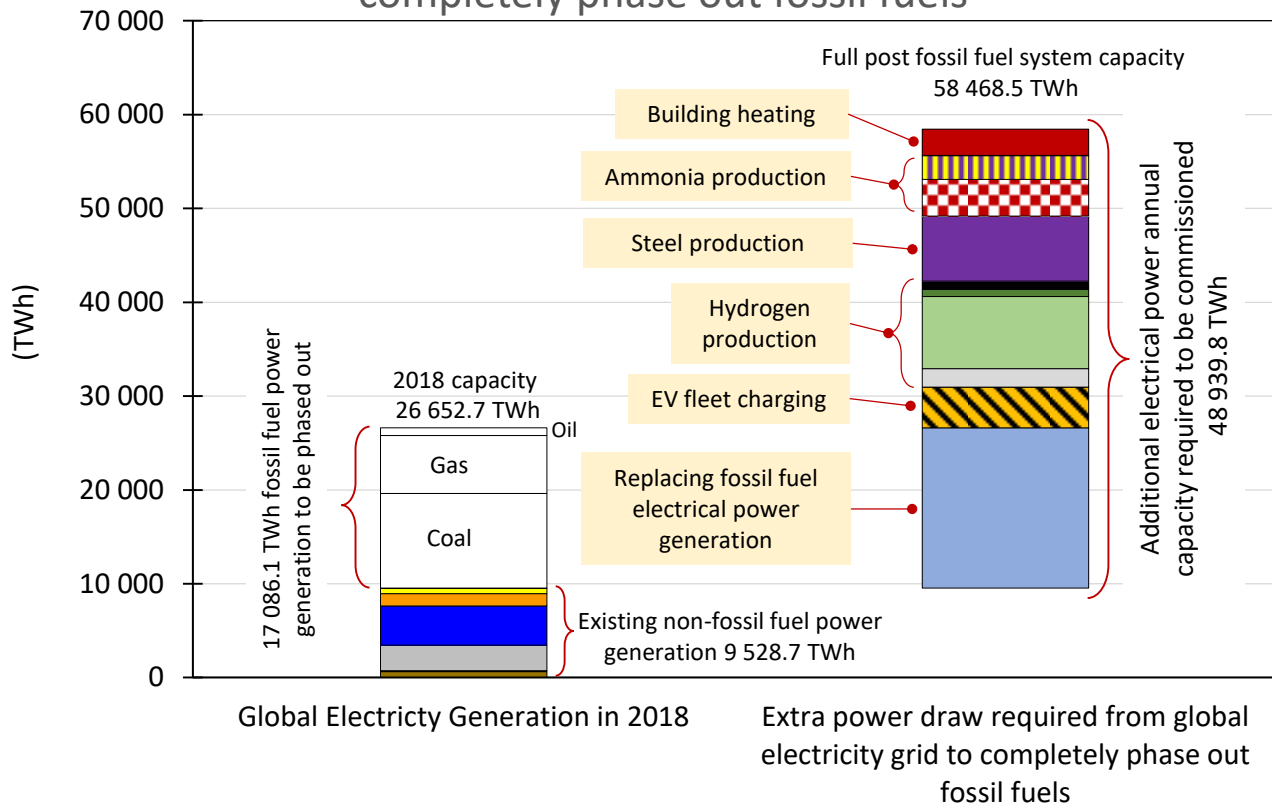 completely phase out fossil fuels
70 000
60 000
50 000
40 000
30 000
20 000
10 000
0
(TWh)
17 086.1 TWh fossil fuel power
generation to be phased out
2018 capacity
26 652.7 TWh
Oil
Gas
Coal
Existing non-fossil fuel power
generation 9 528.7 TWh
Full post fossil fuel system capacity
58 468.5 TWh
Building heating
Ammonia production
Steel production
Hydrogen
production
EV fleet charging
Replacing fossil fuel
electrical power
generation
Additional electrical power annual
capacity required to be commissioned
48 939.8 TWh
Global Electricty Generation in 2018
Extra power draw required from global
electricity grid to completely phase out
fossil fuels